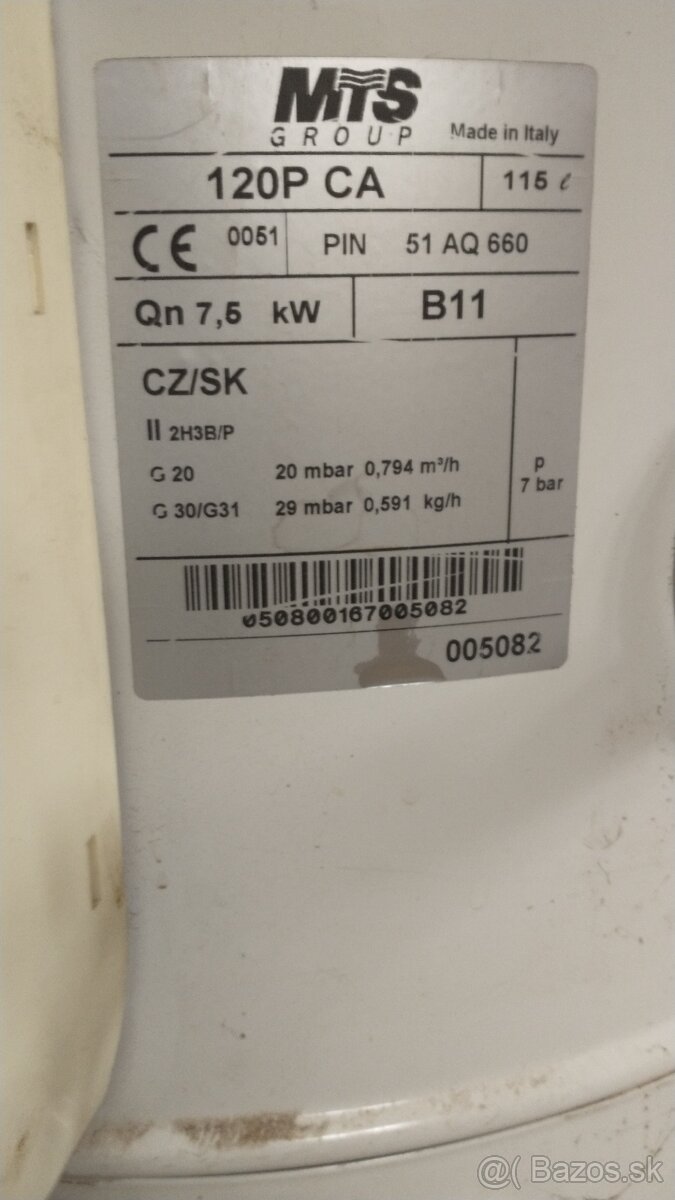 MTS
GROUP Made in Italy
120P CA 115 ℓ
CE 0051 PIN 51 AQ 660
Qn 7,5 kW B11
CZ/SK
II 2H3B/P
G 20 20 mbar 0,794 m³/h
G 30/G31 29 mbar 0,591 kg/h
p
7 bar
050800167005082
005082
@( Bazos.sk